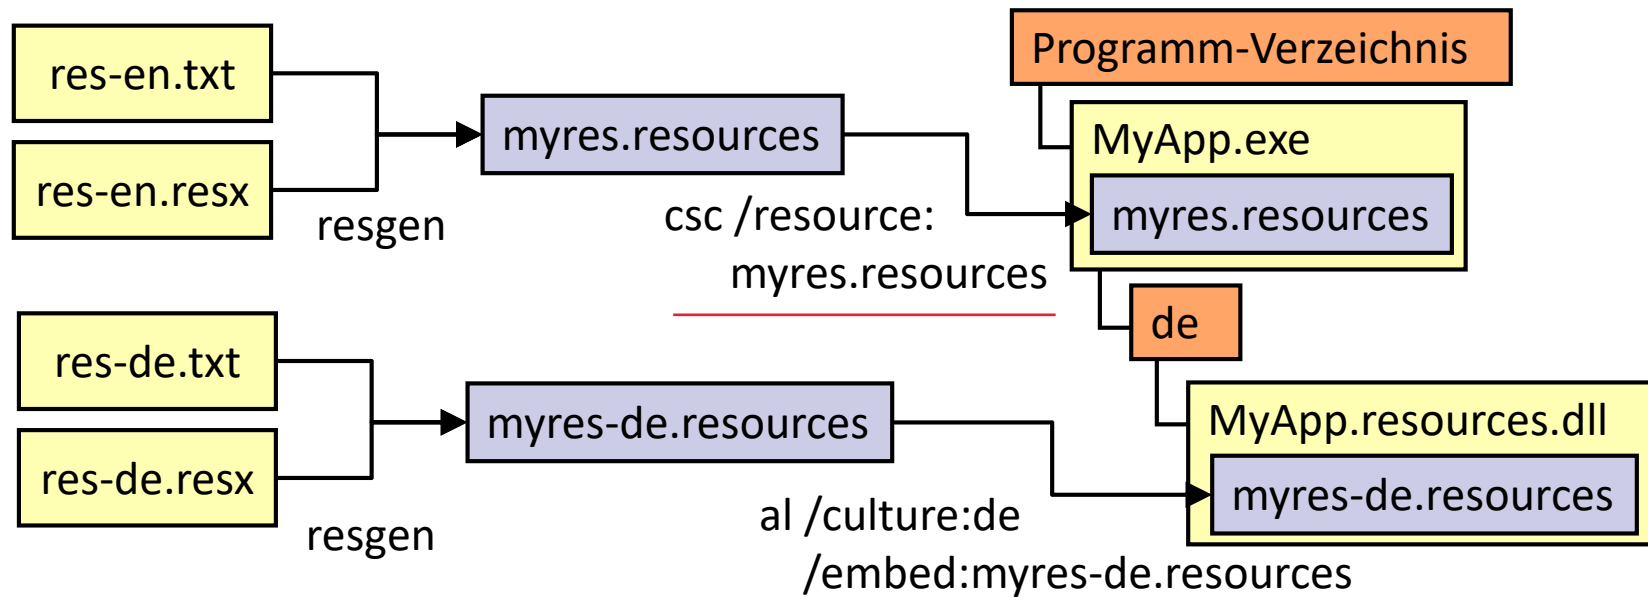 res-en.txt
res-en.resx
resgen
myres.resources
csc /resource:
myres.resources
Programm-Verzeichnis
MyApp.exe
myres.resources
de
res-de.txt
res-de.resx
resgen
myres-de.resources
al /culture:de
/embed:myres-de.resources
MyApp.resources.dll
myres-de.resources